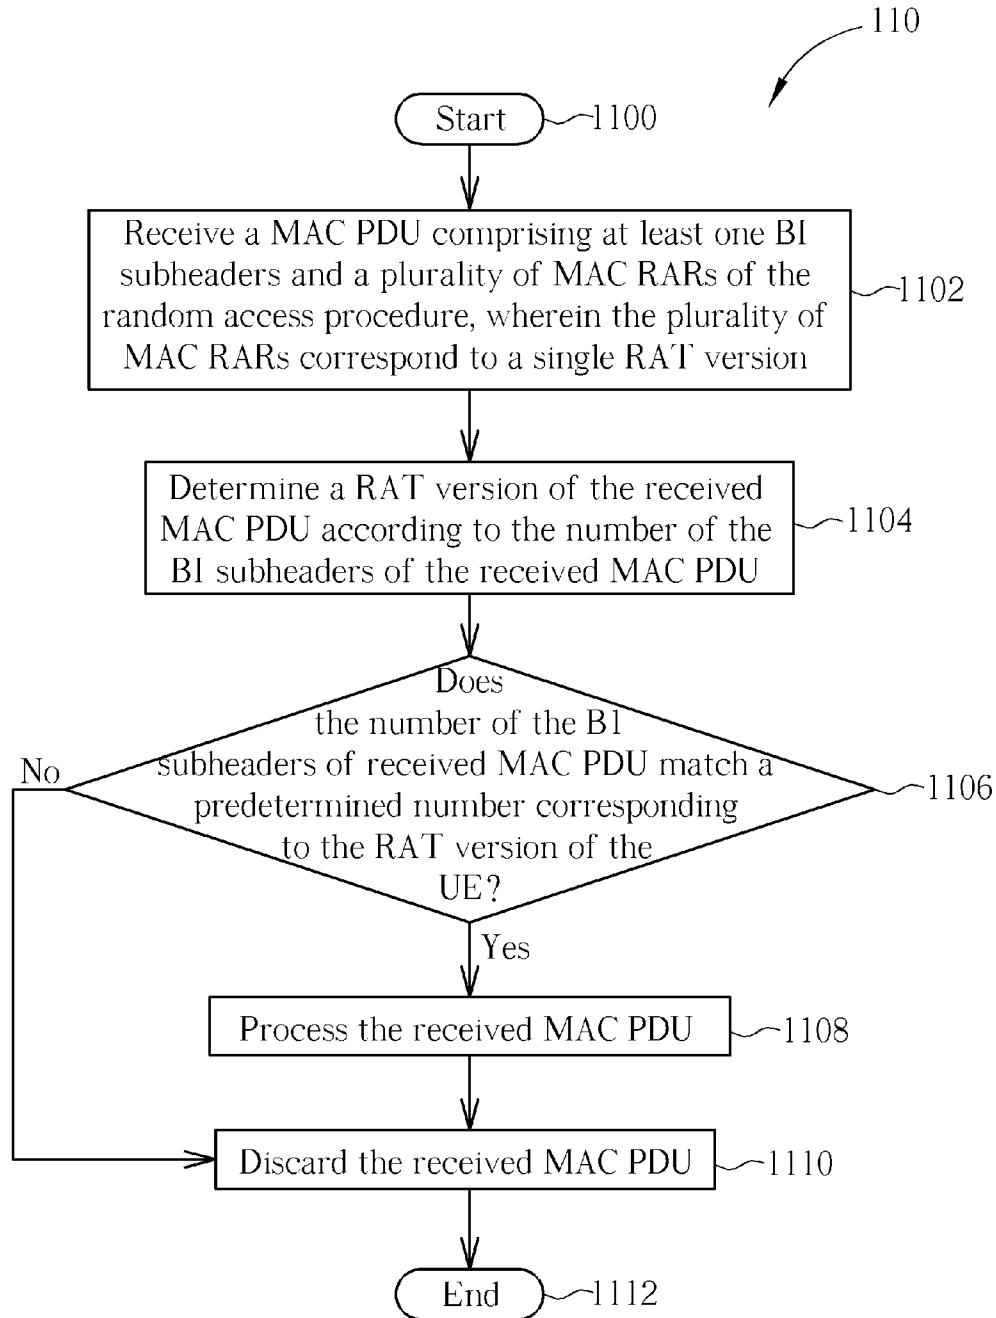 110
Start
1100
Receive a MAC PDU comprising at least one BI
subheaders and a plurality of MAC RARs of the
random access procedure, wherein the plurality of
MAC RARs correspond to a single RAT version
1102
Determine a RAT version of the received
MAC PDU according to the number of the
BI subheaders of the received MAC PDU
1104
Does
the number of the BI
subheaders of received MAC PDU match a
predetermined number corresponding
to the RAT version of the
UE?
1106
No
Yes
Process the received MAC PDU
1108
Discard the received MAC PDU
1110
End
1112